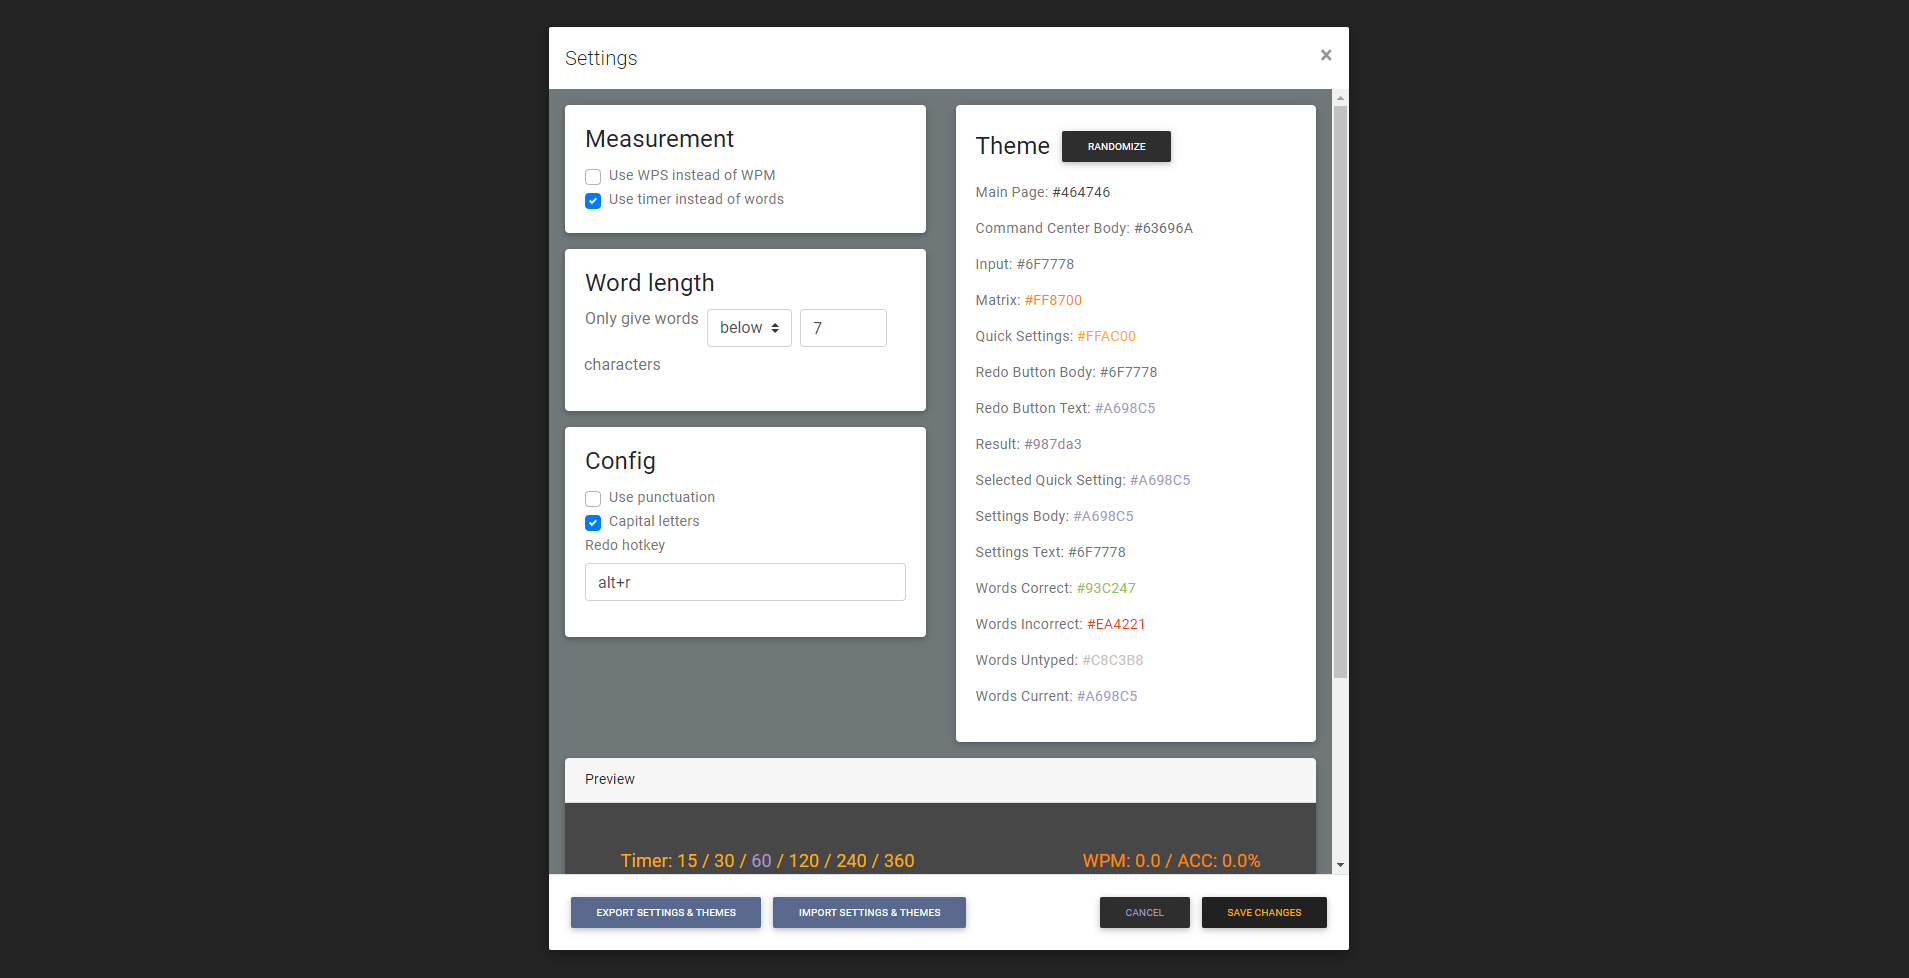 Settings
×
Measurement
Use WPS instead of WPM
Use timer instead of words
Word length
Only give words below 7
characters
Config
Use punctuation
Capital letters
Redo hotkey
alt+r
Theme RANDOMIZE
Main Page: #464746
Command Center Body: #63696A
Input: #6F7778
Matrix: #FF8700
Quick Settings: #FFAC00
Redo Button Body: #6F7778
Redo Button Text: #A698C5
Result: #987da3
Selected Quick Setting: #A698C5
Settings Body: #A698C5
Settings Text: #6F7778
Words Correct: #93C247
Words Incorrect: #EA4221
Words Untyped: #C8C3B8
Words Current: #A698C5
Preview
Timer: 15 / 30 / 60 / 120 / 240 / 360
WPM: 0.0 / ACC: 0.0%
EXPORT SETTINGS & THEMES
IMPORT SETTINGS & THEMES
CANCEL
SAVE CHANGES